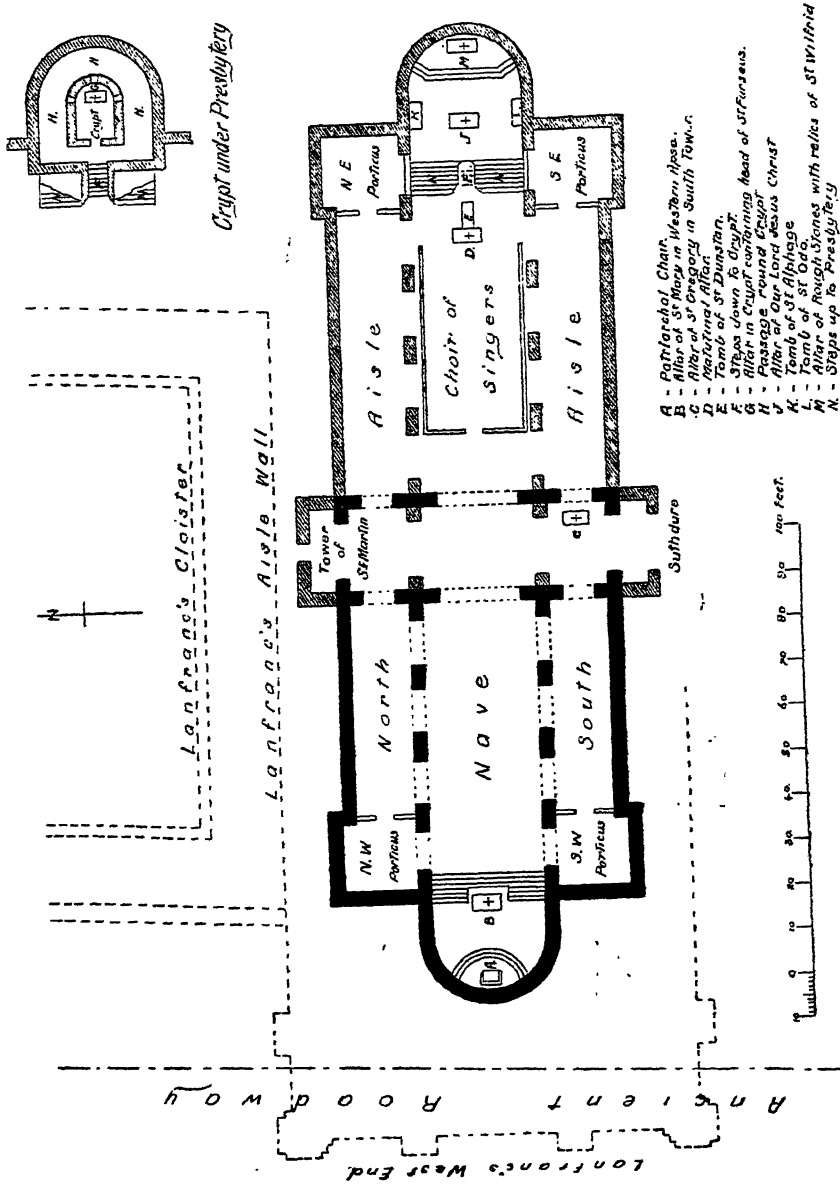 Crypt under Presbytery
H
H.
H.
G
Crypt
N
N
N
Lanfranc's Cloister
Lanfranc's Aisle Wall
N
Tower
of
St Martin
N E
Porticus
S E
Porticus
Aisle
Choir of
Singers
Aisle
D.
E
F
N
N
K
J
M
C
Suthdure
North
Nave
South
N.W
Porticus
S.W
Porticus
B
A
Ancient Roadway
Lanfranc's West End.
10 0 10 20 30 40 50 60 70 80 90 100 Feet.
A - Patriarchal Chair.
B - Altar of St Mary in Western Apse.
C - Altar of St Gregory in South Tower.
D - Matutinal Altar
E - Tomb of St Dunstan.
F. - Steps down to Crypt.
G - Altar in Crypt containing head of St Furseus.
H - Passage round Crypt
J - Altar of Our Lord Jesus Christ
K. - Tomb of St Alphage
L. - Tomb of St Odo.
M - Altar of Rough Stones with relics of St Wilfrid
N. - Steps up to Presbytery